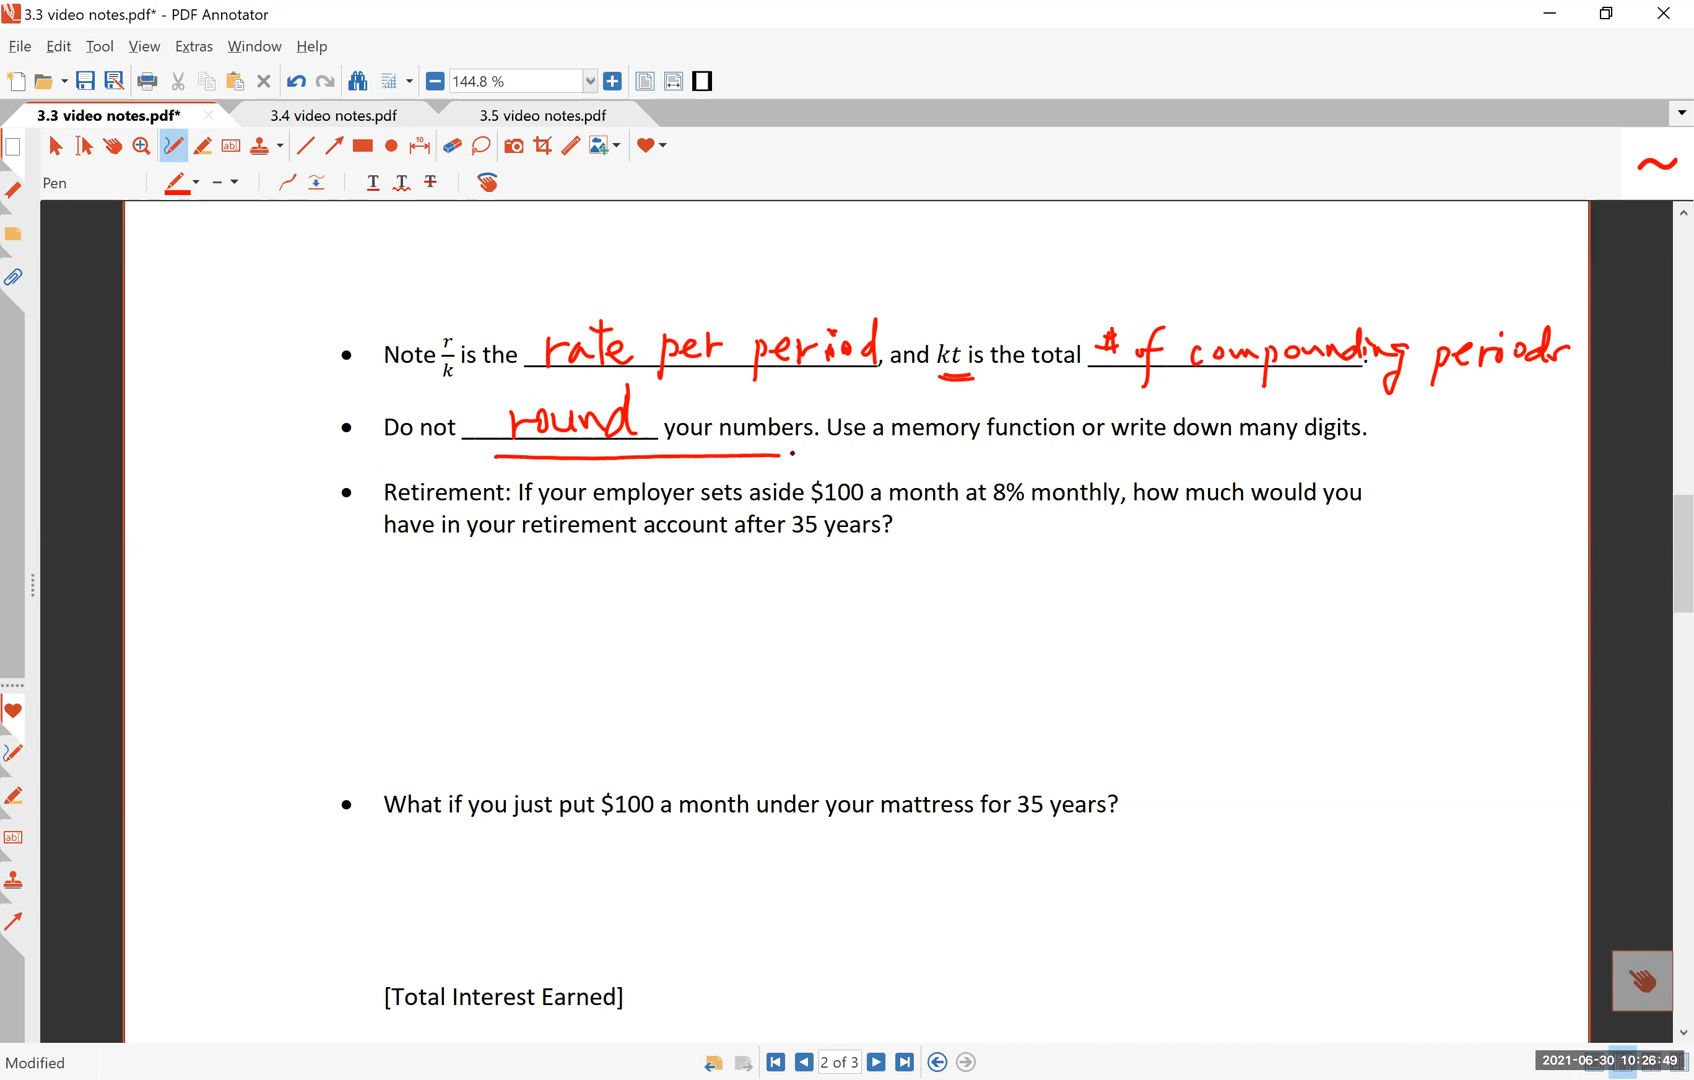 3.3 video notes.pdf* - PDF Annotator
File Edit Tool View Extras Window Help
144.8 %
3.3 video notes.pdf* 3.4 video notes.pdf 3.5 video notes.pdf
Pen
• Note r/k is the rate per period, and kt is the total # of compounding periods.
• Do not round your numbers. Use a memory function or write down many digits.
• Retirement: If your employer sets aside $100 a month at 8% monthly, how much would you
have in your retirement account after 35 years?
• What if you just put $100 a month under your mattress for 35 years?
[Total Interest Earned]
Modified 2 of 3 2021-06-30 10:26:49